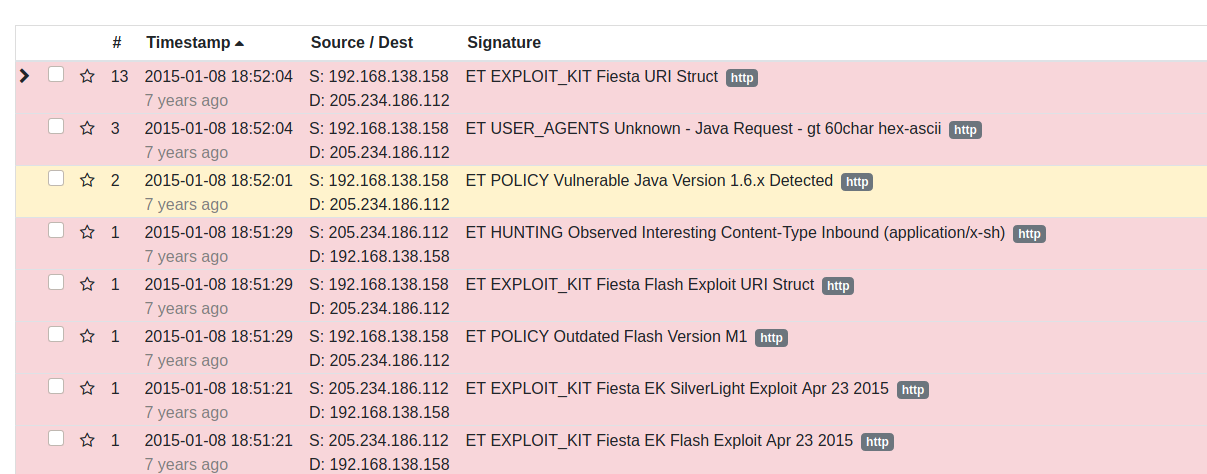 # Timestamp Source / Dest Signature
13 2015-01-08 18:52:04 S: 192.168.138.158 ET EXPLOIT_KIT Fiesta URI Struct http
7 years ago D: 205.234.186.112
3 2015-01-08 18:52:04 S: 192.168.138.158 ET USER_AGENTS Unknown - Java Request - gt 60char hex-ascii http
7 years ago D: 205.234.186.112
2 2015-01-08 18:52:01 S: 192.168.138.158 ET POLICY Vulnerable Java Version 1.6.x Detected http
7 years ago D: 205.234.186.112
1 2015-01-08 18:51:29 S: 205.234.186.112 ET HUNTING Observed Interesting Content-Type Inbound (application/x-sh) http
7 years ago D: 192.168.138.158
1 2015-01-08 18:51:29 S: 192.168.138.158 ET EXPLOIT_KIT Fiesta Flash Exploit URI Struct http
7 years ago D: 205.234.186.112
1 2015-01-08 18:51:29 S: 192.168.138.158 ET POLICY Outdated Flash Version M1 http
7 years ago D: 205.234.186.112
1 2015-01-08 18:51:21 S: 205.234.186.112 ET EXPLOIT_KIT Fiesta EK SilverLight Exploit Apr 23 2015 http
7 years ago D: 192.168.138.158
1 2015-01-08 18:51:21 S: 205.234.186.112 ET EXPLOIT_KIT Fiesta EK Flash Exploit Apr 23 2015 http
7 years ago D: 192.168.138.158